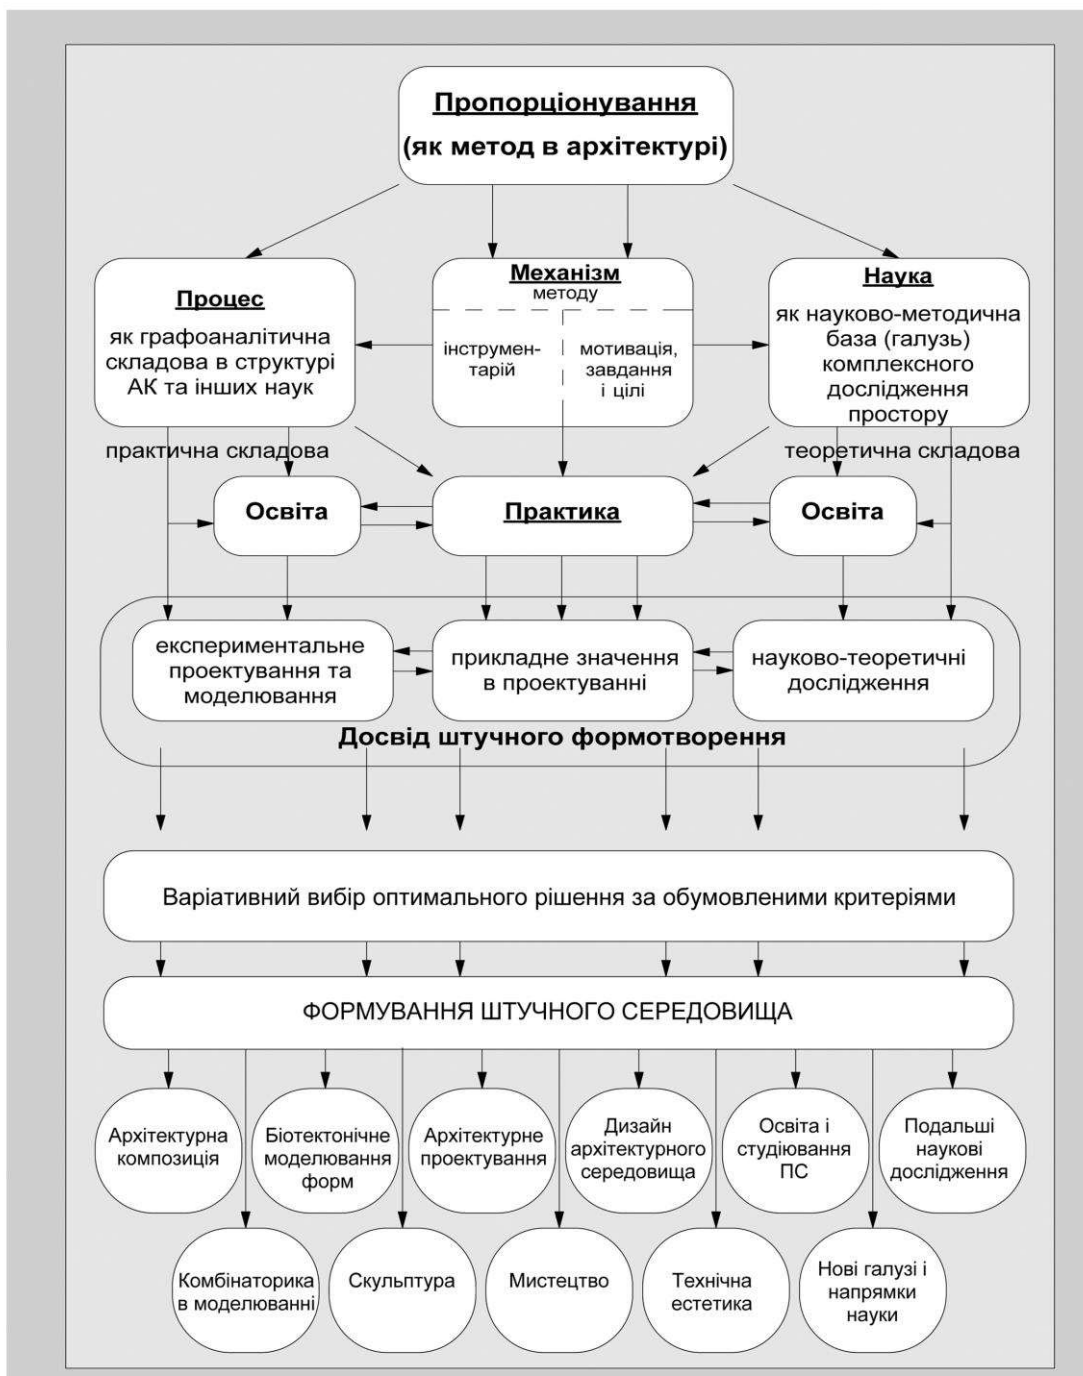 Пропорціонування
(як метод в архітектурі)
Процес
як графоаналітична
складова в структурі
АК та інших наук
Механізм
методу
інструмен-
тарій
мотивація,
завдання
і цілі
Наука
як науково-методична
база (галузь)
комплексного
дослідження
простору
практична складова
теоретична складова
Освіта
Практика
Освіта
експериментальне
проектування та
моделювання
прикладне значення
в проектуванні
науково-теоретичні
дослідження
Досвід штучного формотворення
Варіативний вибір оптимального рішення за обумовленими критеріями
ФОРМУВАННЯ ШТУЧНОГО СЕРЕДОВИЩА
Архітектурна
композиція
Біотектонічне
моделювання
форм
Архітектурне
проектування
Дизайн
архітектурного
середовища
Освіта і
студіювання
ПС
Подальші
наукові
дослідження
Комбінаторика
в моделюванні
Скульптура
Мистецтво
Технічна
естетика
Нові галузі і
напрямки
науки